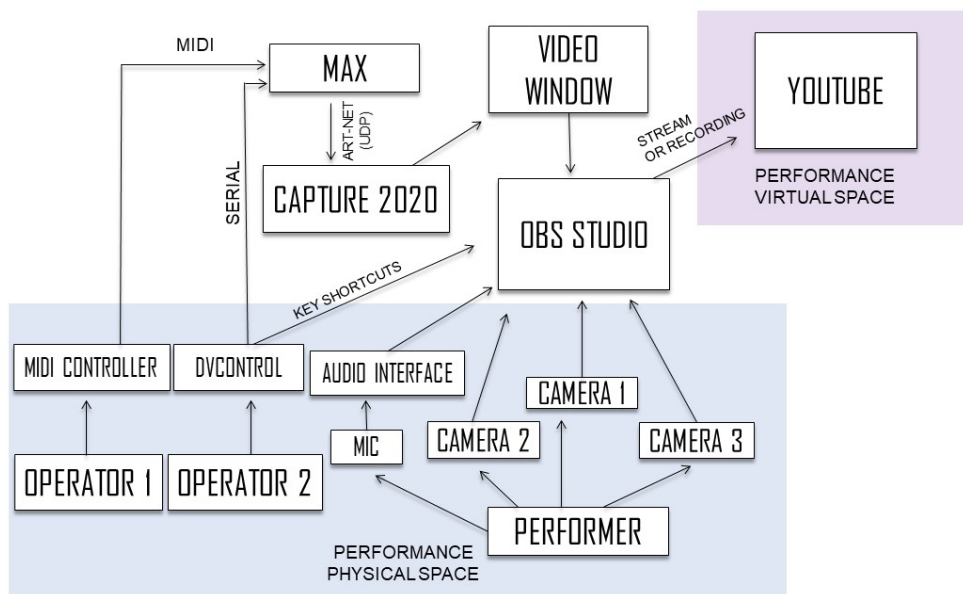 MIDI
MAX
VIDEO
WINDOW
YOUTUBE
ART-NET
(UDP)
STREAM
OR RECORDING
SERIAL
CAPTURE 2020
OBS STUDIO
PERFORMANCE
VIRTUAL SPACE
KEY SHORTCUTS
MIDI CONTROLLER
DVCONTROL
AUDIO INTERFACE
CAMERA 1
MIC
CAMERA 2
CAMERA 3
OPERATOR 1
OPERATOR 2
PERFORMER
PERFORMANCE
PHYSICAL SPACE